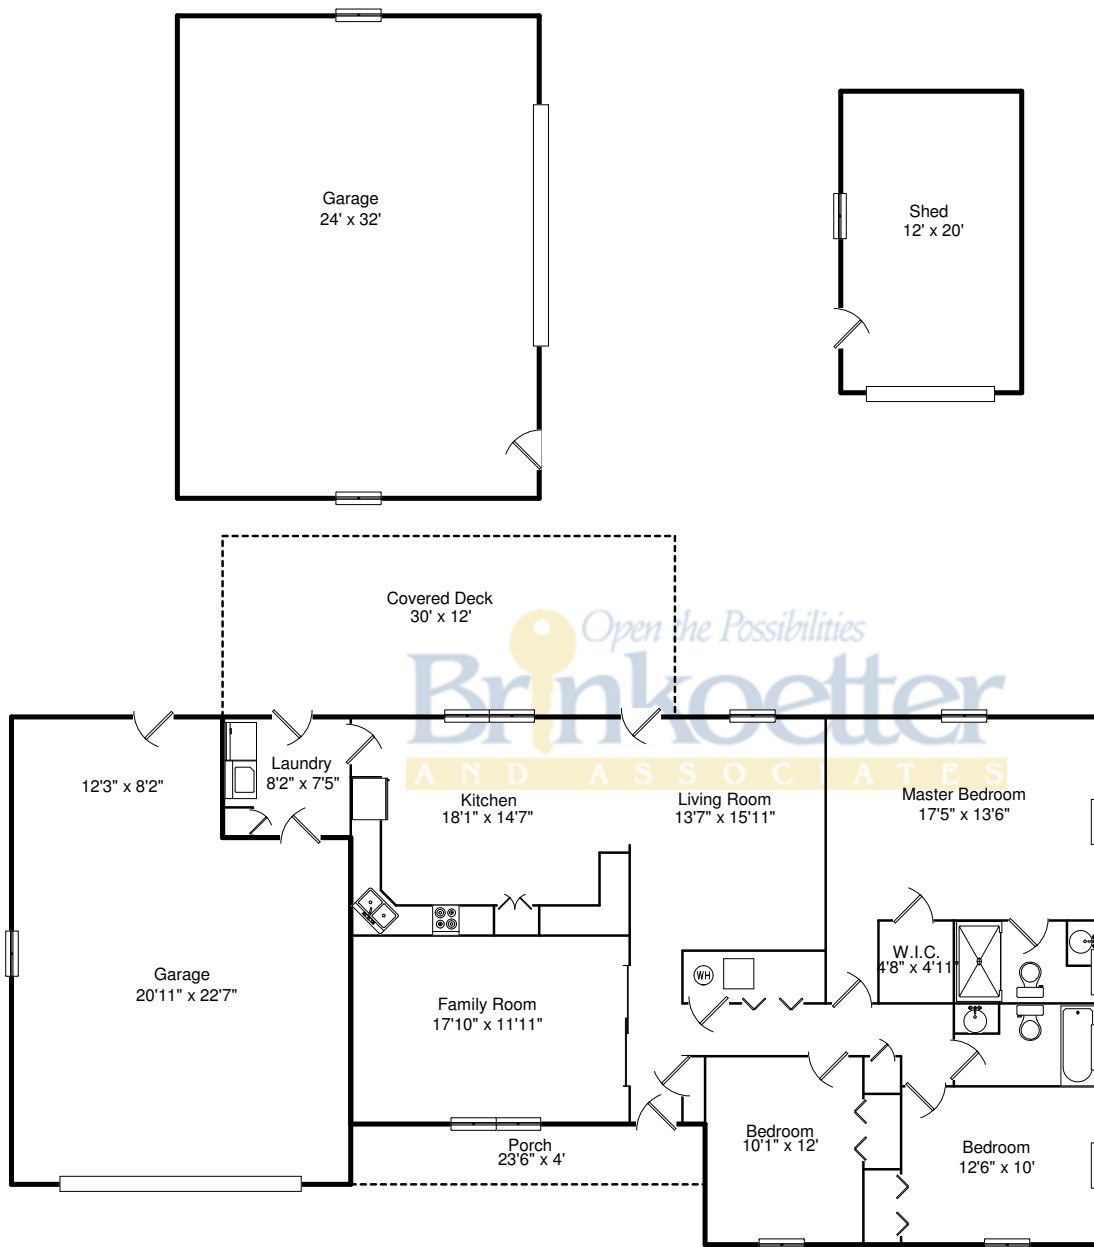 Garage
24' x 32'
Shed
12' x 20'
Covered Deck
30' x 12'
Open the Possibilities
Brinkoetter
AND ASSOCIATES
12'3" x 8'2"
Laundry
8'2" x 7'5"
Kitchen
18'1" x 14'7"
Living Room
13'7" x 15'11"
Master Bedroom
17'5" x 13'6"
Garage
20'11" x 22'7"
Family Room
17'10" x 11'11"
WH
W.I.C.
4'8" x 4'11"
Porch
23'6" x 4'
Bedroom
10'1" x 12'
Bedroom
12'6" x 10'